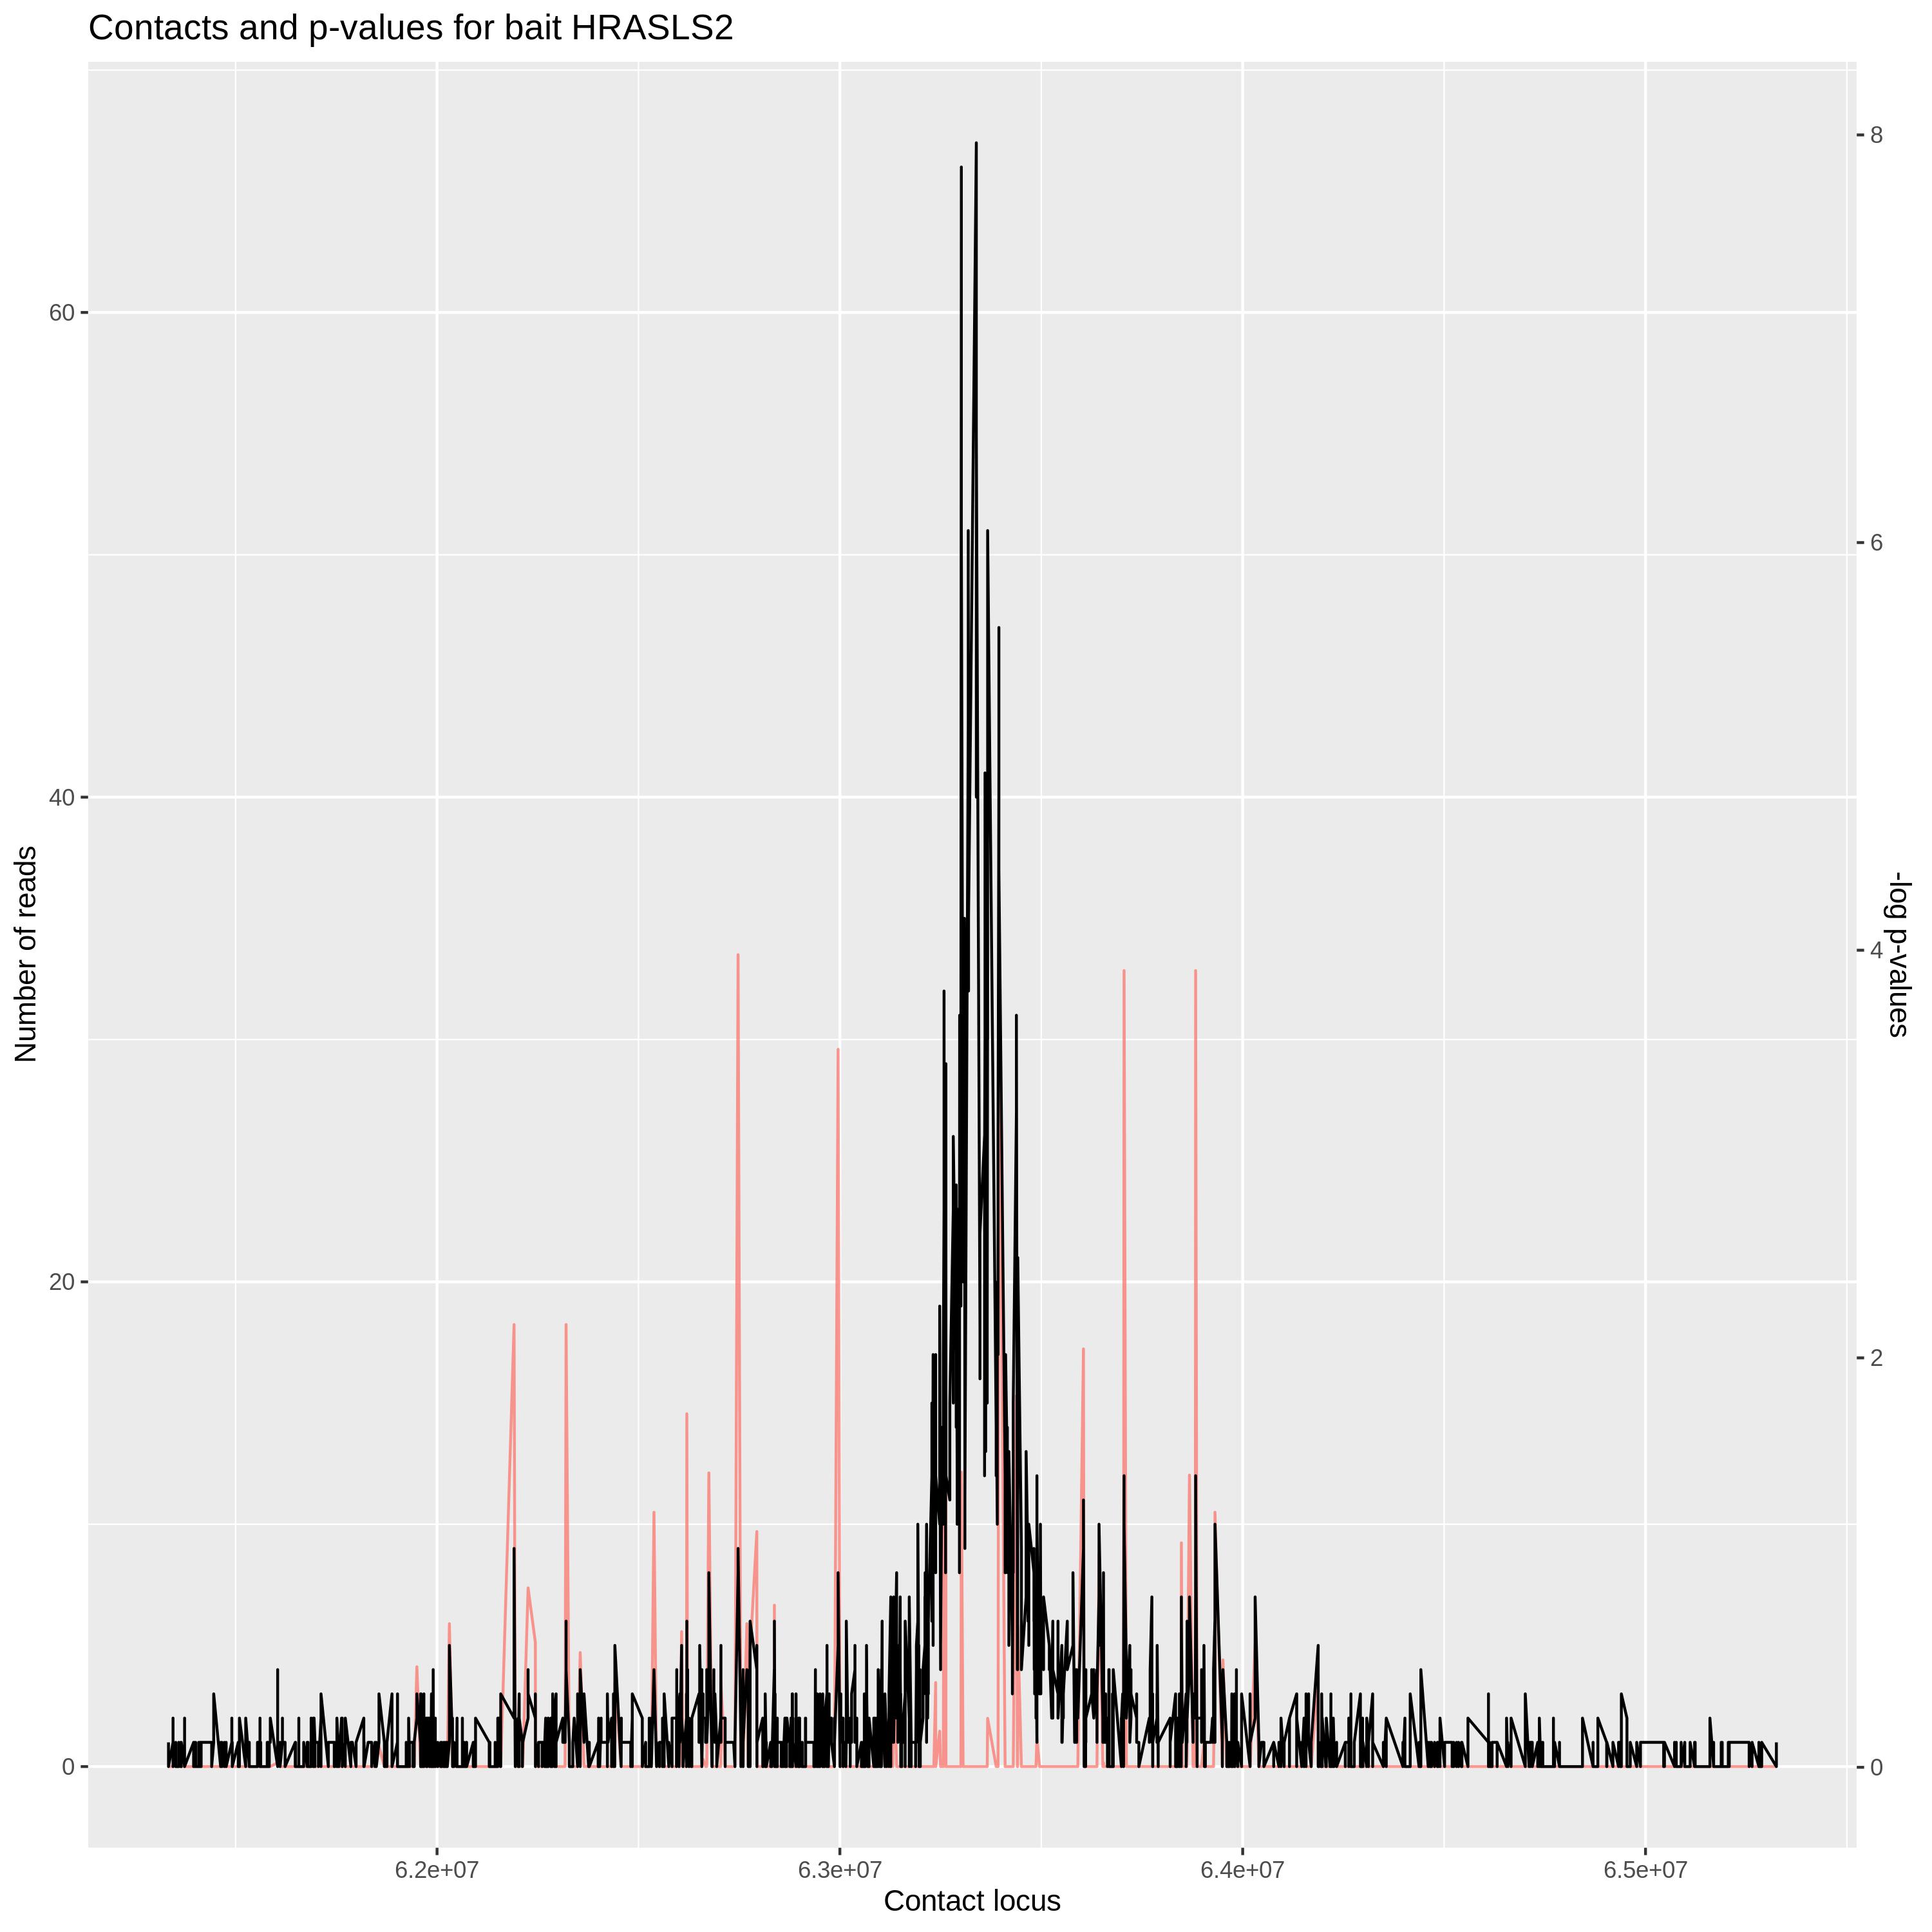 Contacts and p-values for bait HRASLS2
8
60
6
40
Number of reads
-log p-values
4
20
2
0
0
6.2e+07
6.3e+07
6.4e+07
6.5e+07
Contact locus